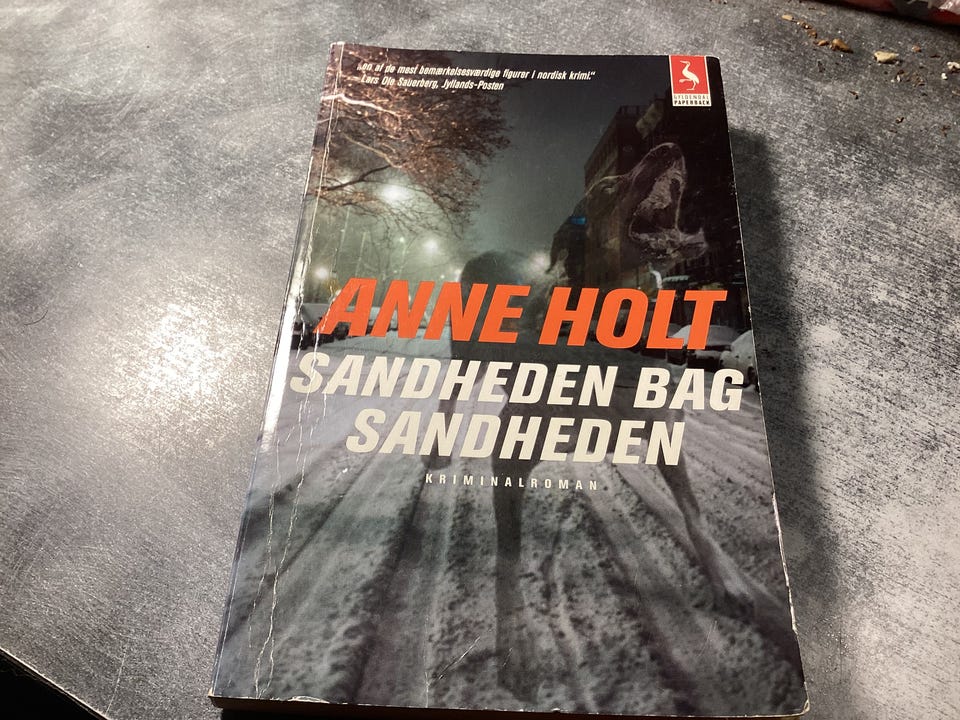 „en af de mest bemærkelsesværdige figurer i nordisk krimi."
Lars Ole Sauerberg, Jyllands-Posten
GYLDENDAL
PAPERBACK
ANNE HOLT
SANDHEDEN BAG
SANDHEDEN
KRIMINALROMAN